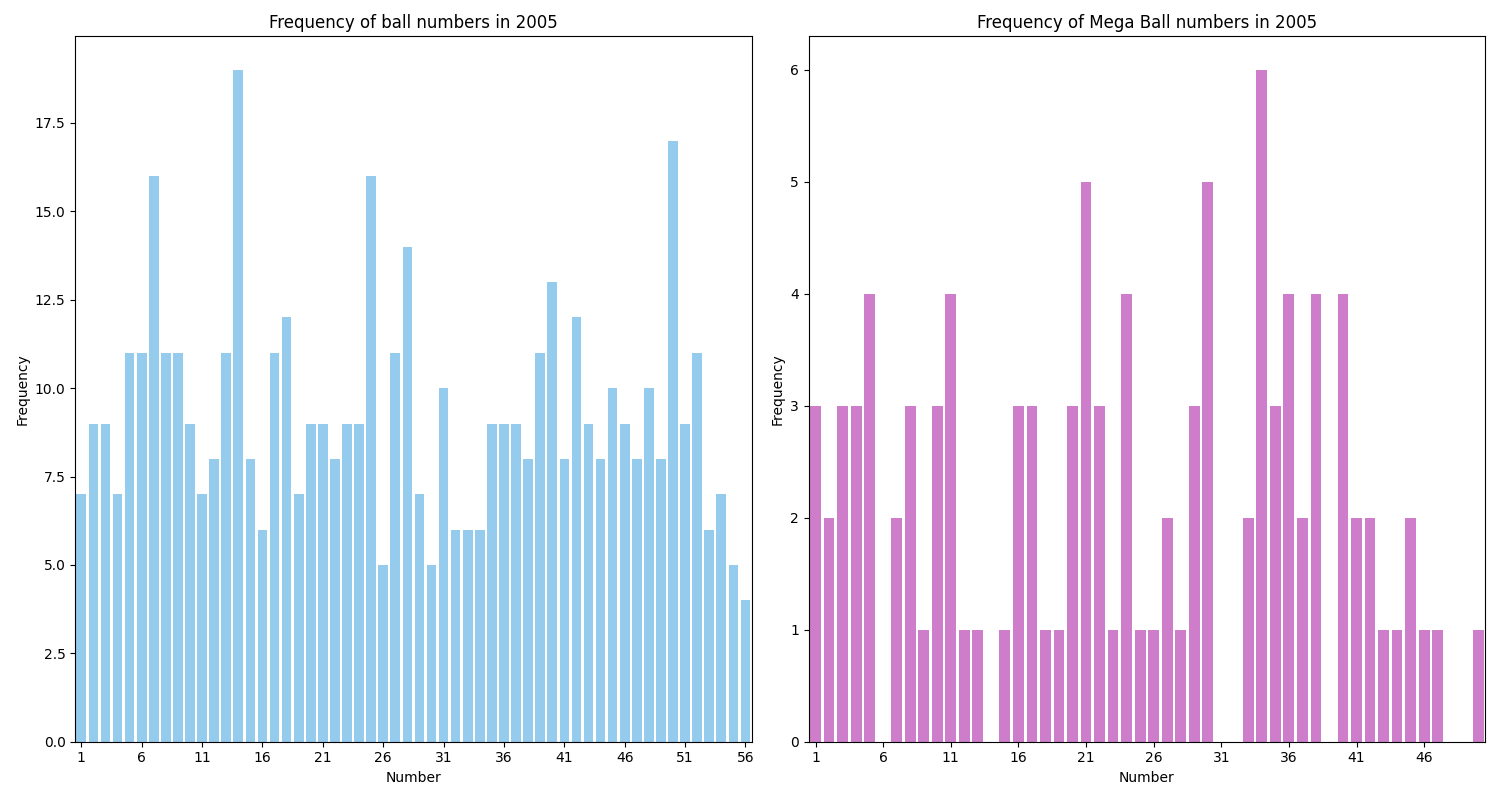 Frequency of ball numbers in 2005
Frequency
17.5
15.0
12.5
10.0
7.5
5.0
2.5
0.0
1 6 11 16 21 26 31 36 41 46 51 56
Number
Frequency of Mega Ball numbers in 2005
Frequency
6
5
4
3
2
1
0
1 6 11 16 21 26 31 36 41 46
Number